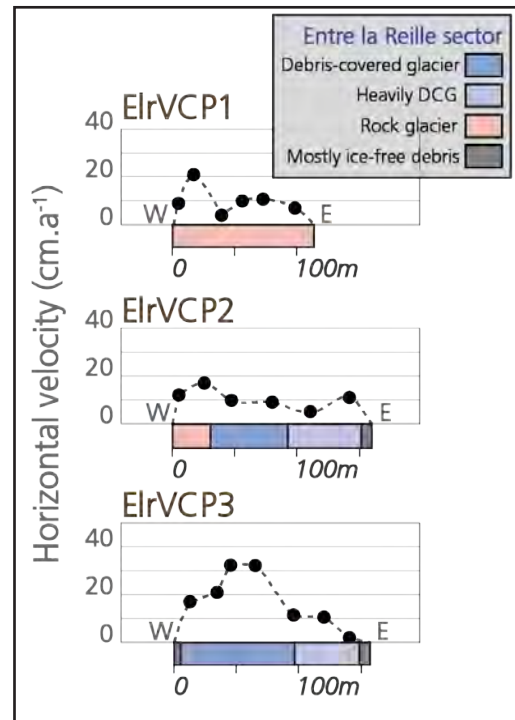 Entre la Reille sector
Debris-covered glacier
Heavily DCG
Rock glacier
Mostly ice-free debris
Horizontal velocity (cm.a⁻¹)
ElrVCP1
40
20
0
W E
0 100m
ElrVCP2
40
20
0
W E
0 100m
ElrVCP3
40
20
0
W E
0 100m